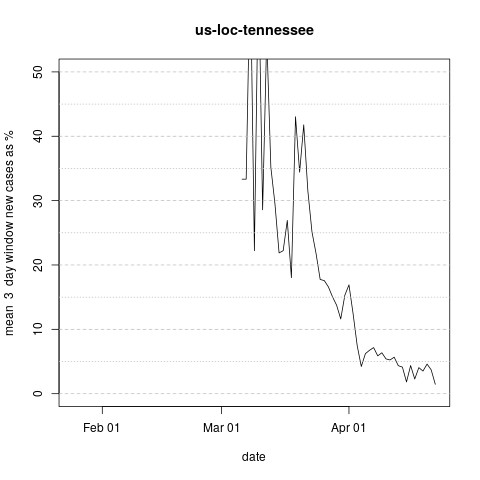 us-loc-tennessee
mean 3 day window new cases as %
50
40
30
20
10
0
Feb 01
Mar 01
Apr 01
date